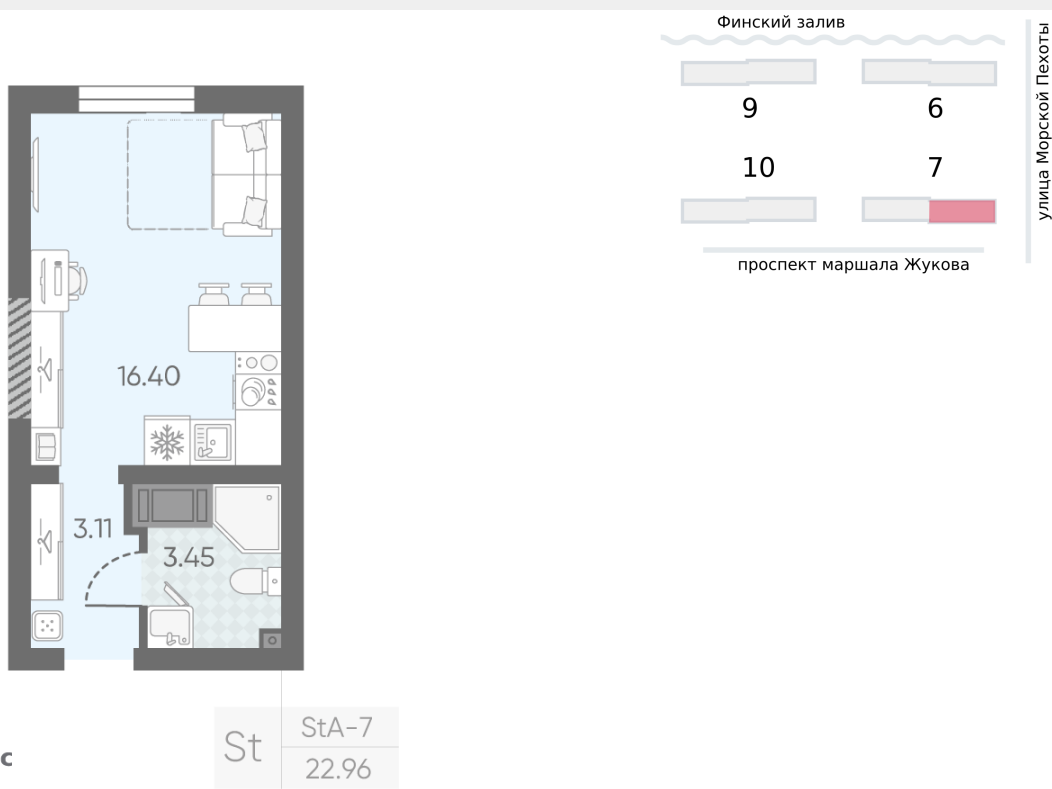 Финский залив
улица Морской Пехоты
9
6
10
7
проспект маршала Жукова
16.40
3.11
3.45
St
StA-7
22.96
с